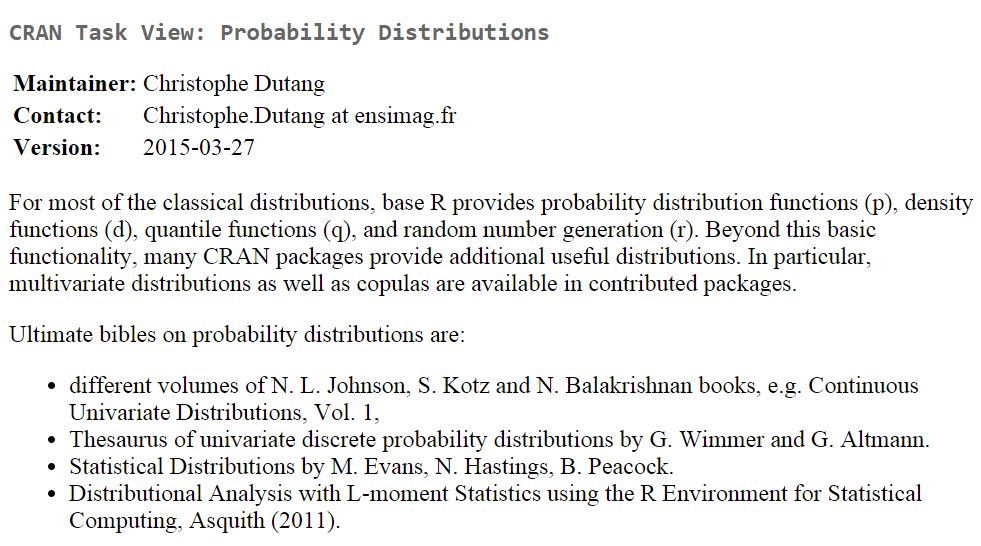 CRAN Task View: Probability Distributions
Maintainer: Christophe Dutang
Contact: Christophe.Dutang at ensimag.fr
Version: 2015-03-27
For most of the classical distributions, base R provides probability distribution functions (p), density
functions (d), quantile functions (q), and random number generation (r). Beyond this basic
functionality, many CRAN packages provide additional useful distributions. In particular,
multivariate distributions as well as copulas are available in contributed packages.
Ultimate bibles on probability distributions are:
• different volumes of N. L. Johnson, S. Kotz and N. Balakrishnan books, e.g. Continuous
Univariate Distributions, Vol. 1,
• Thesaurus of univariate discrete probability distributions by G. Wimmer and G. Altmann.
• Statistical Distributions by M. Evans, N. Hastings, B. Peacock.
• Distributional Analysis with L-moment Statistics using the R Environment for Statistical
Computing, Asquith (2011).